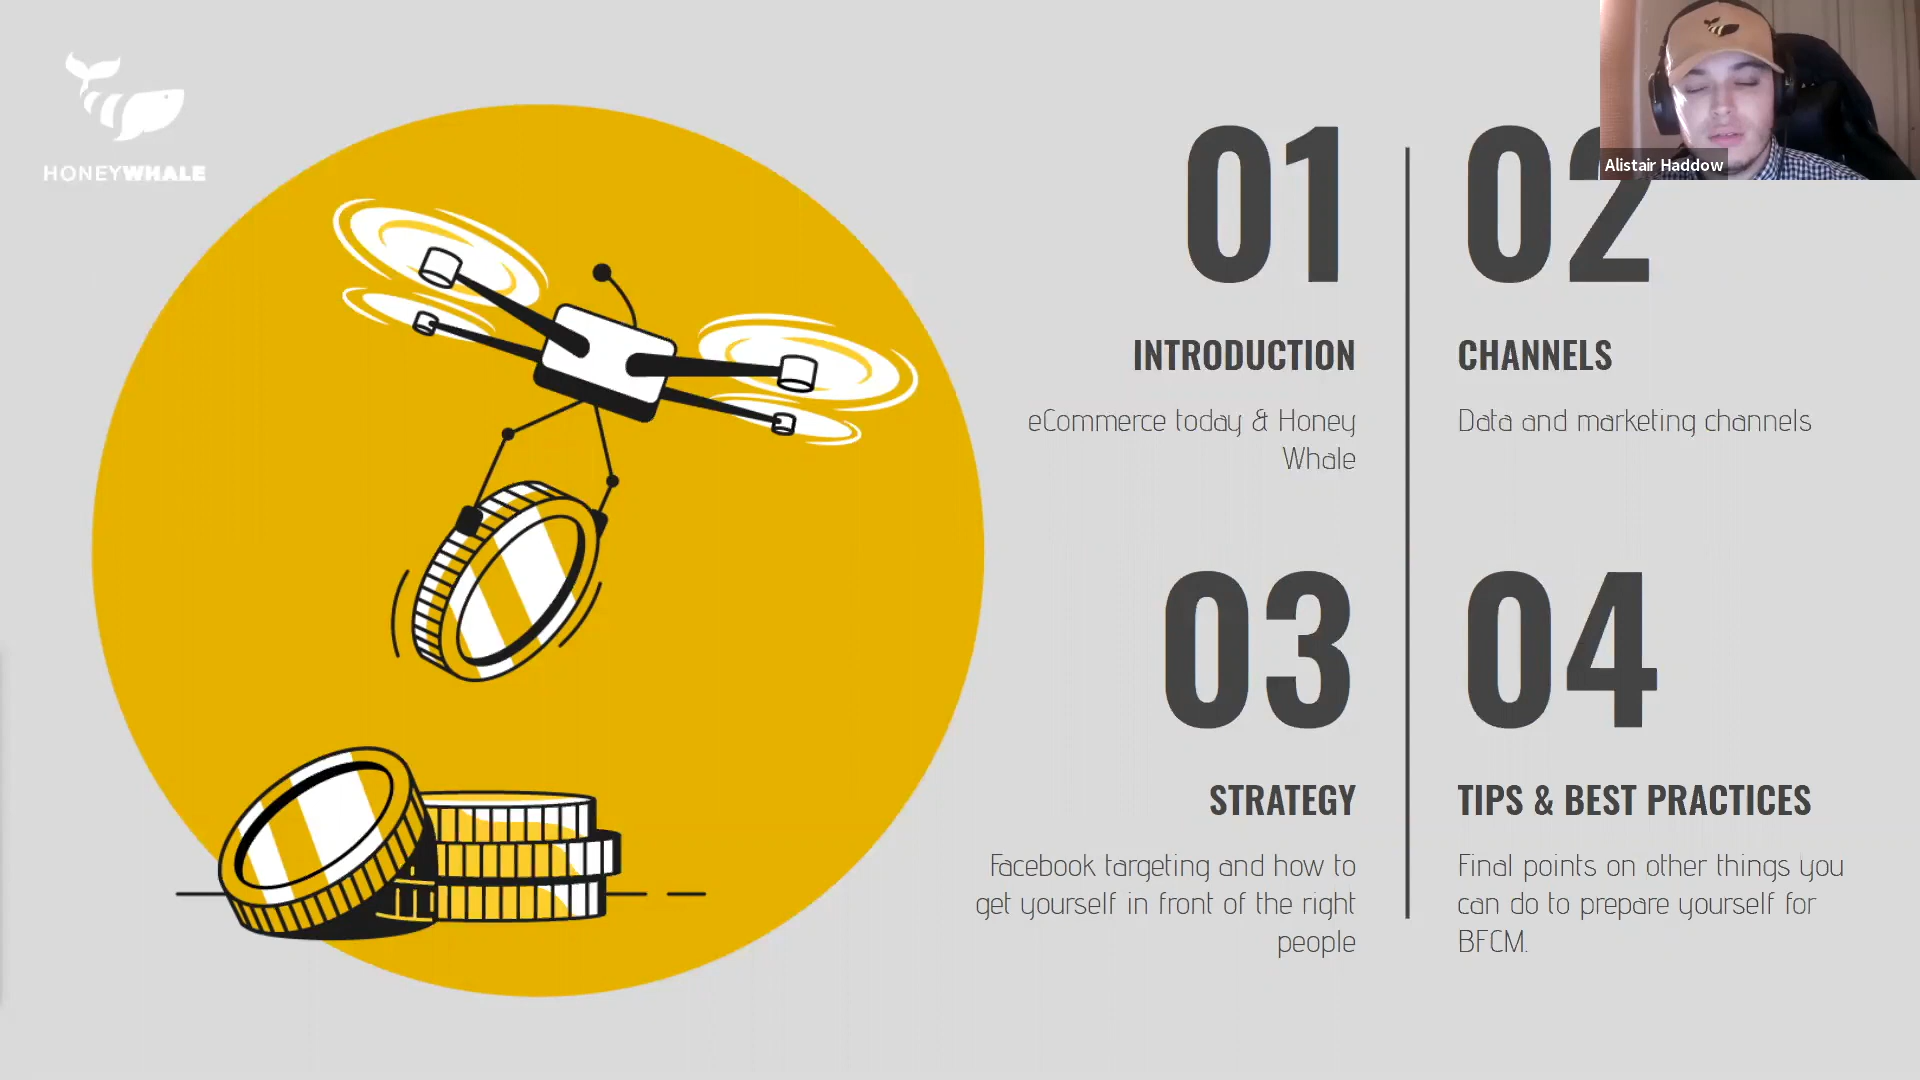 HONEYWHALE
Alistair Haddow
01
02
INTRODUCTION
CHANNELS
eCommerce today & Honey
Whale
Data and marketing channels
03
04
STRATEGY
TIPS & BEST PRACTICES
Facebook targeting and how to
get yourself in front of the right
people
Final points on other things you
can do to prepare yourself for
BFCM.